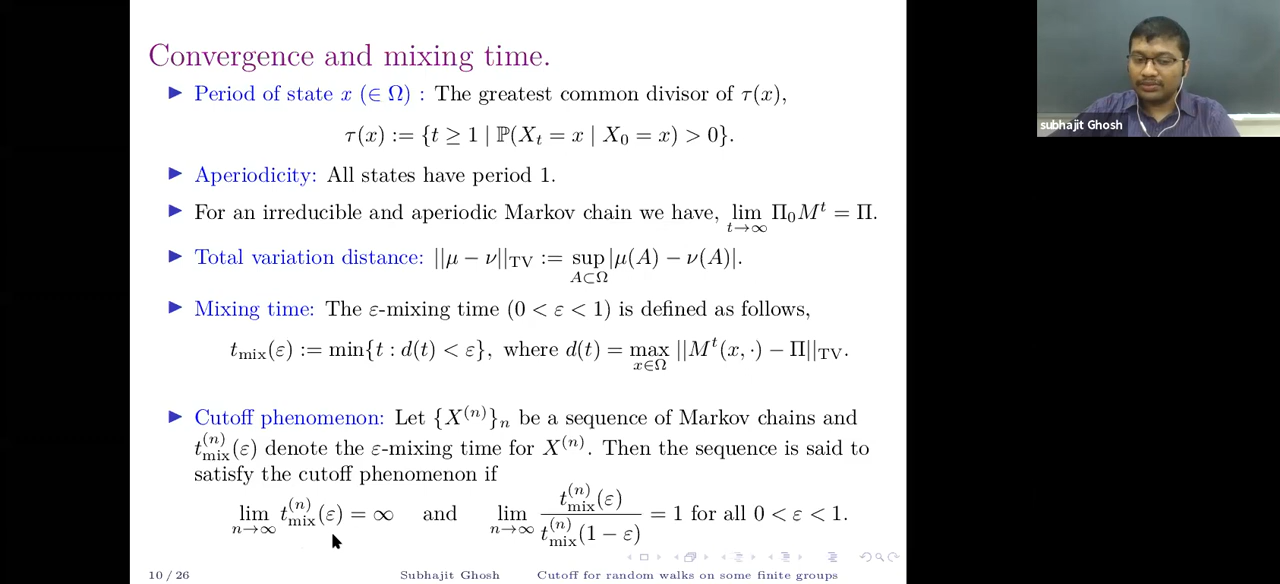 Convergence and mixing time.
▶ Period of state x (∈ Ω) : The greatest common divisor of τ(x),
τ(x) := {t ≥ 1 | ℙ(Xₜ = x | X₀ = x) > 0}.
▶ Aperiodicity: All states have period 1.
▶ For an irreducible and aperiodic Markov chain we have, lim_{t→∞} Π₀Mᵗ = Π.
▶ Total variation distance: ||μ − ν||_TV := sup_{A⊂Ω} |μ(A) − ν(A)|.
▶ Mixing time: The ε-mixing time (0 < ε < 1) is defined as follows,
t_mix(ε) := min{t : d(t) < ε}, where d(t) = max_{x∈Ω} ||Mᵗ(x, ·) − Π||_TV.
▶ Cutoff phenomenon: Let {X⁽ⁿ⁾}ₙ be a sequence of Markov chains and
t_mix^(n)(ε) denote the ε-mixing time for X⁽ⁿ⁾. Then the sequence is said to
satisfy the cutoff phenomenon if
lim_{n→∞} t_mix^(n)(ε) = ∞ and lim_{n→∞} t_mix^(n)(ε) / t_mix^(n)(1 − ε) = 1 for all 0 < ε < 1.
10 / 26 Subhajit Ghosh Cutoff for random walks on some finite groups
subhajit Ghosh